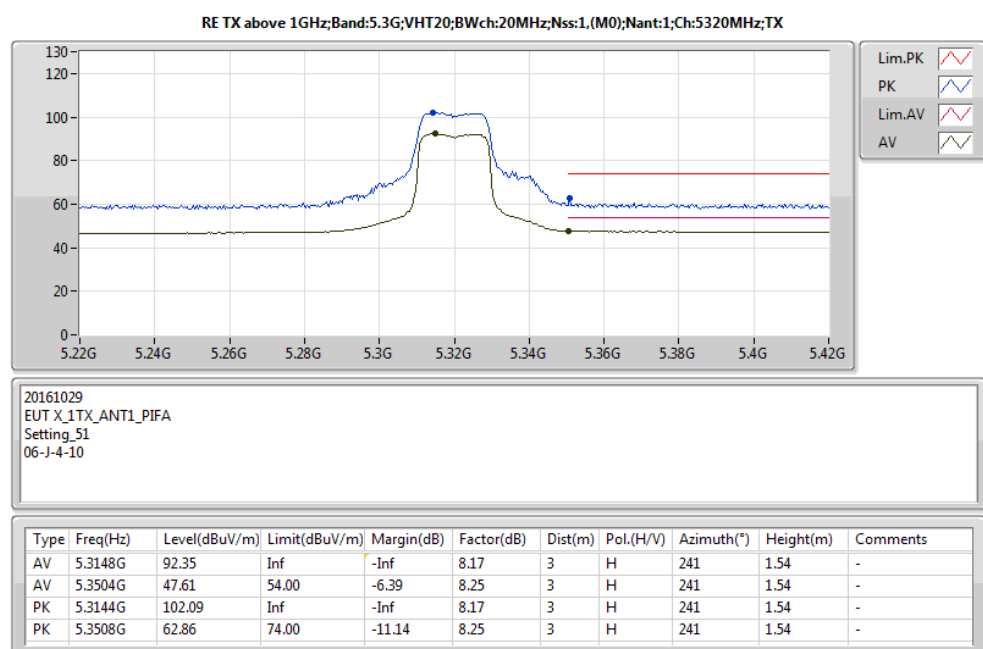 RE TX above 1GHz;Band:5.3G;VHT20;BWch:20MHz;Nss:1,(M0);Nant:1;Ch:5320MHz;TX
130
120
100
80
60
40
20
0
5.22G 5.24G 5.26G 5.28G 5.3G 5.32G 5.34G 5.36G 5.38G 5.4G 5.42G
Lim.PK
PK
Lim.AV
AV
20161029
EUT X_1TX_ANT1_PIFA
Setting_51
06-J-4-10
Type Freq(Hz) Level(dBuV/m) Limit(dBuV/m) Margin(dB) Factor(dB) Dist(m) Pol.(H/V) Azimuth(°) Height(m) Comments
AV 5.3148G 92.35 Inf -Inf 8.17 3 H 241 1.54 -
AV 5.3504G 47.61 54.00 -6.39 8.25 3 H 241 1.54 -
PK 5.3144G 102.09 Inf -Inf 8.17 3 H 241 1.54 -
PK 5.3508G 62.86 74.00 -11.14 8.25 3 H 241 1.54 -